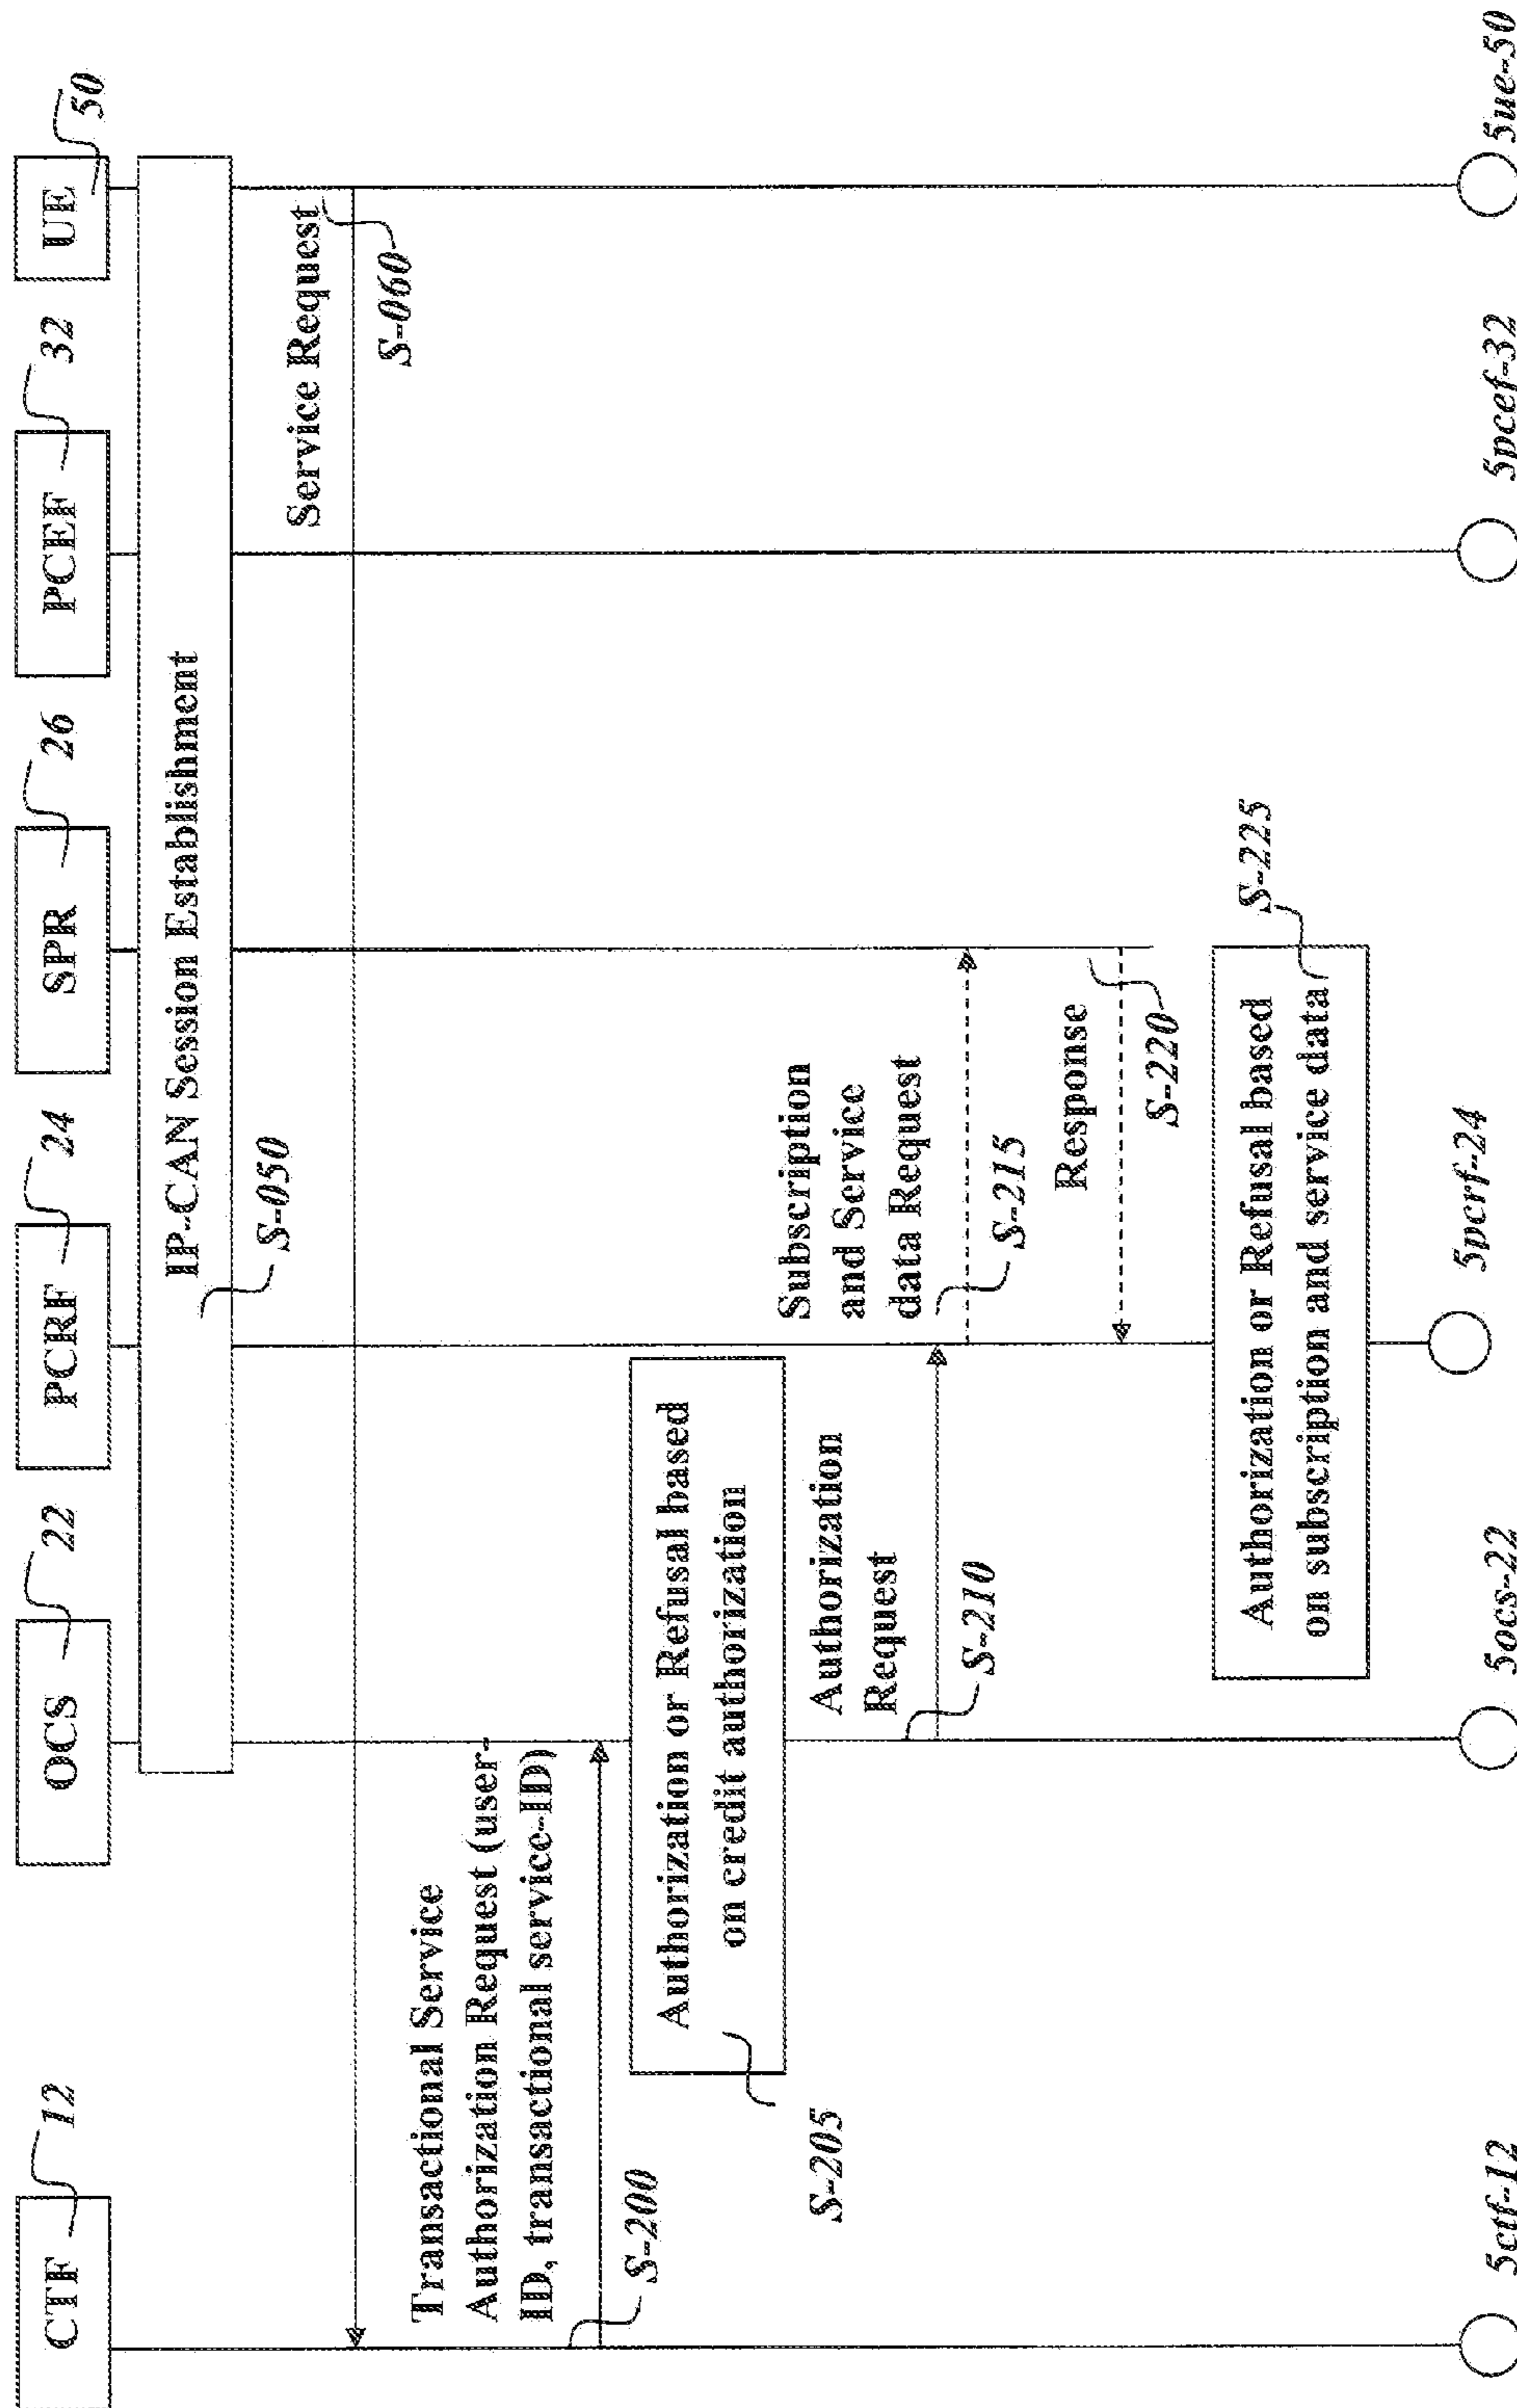 CTF
12
OCS
22
PCRF
24
SPR
26
PCEF
32
UE
50
IP-CAN Session Establishment
S-050
Service Request
S-060
Transactional Service
Authorization Request (user-
ID, transactional service-ID)
S-200
Authorization or Refusal based
on credit authorization
S-205
Authorization
Request
S-210
Subscription
and Service
data Request
S-215
Response
S-220
Authorization or Refusal based
on subscription and service data
S-225
5ctf-12
5ocs-22
5pcrf-24
5pcef-32
5ue-50